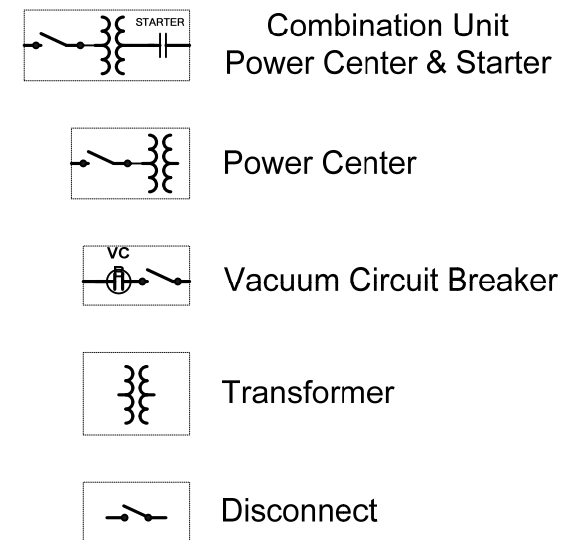 STARTER
Combination Unit
Power Center & Starter
Power Center
VC
Vacuum Circuit Breaker
Transformer
Disconnect